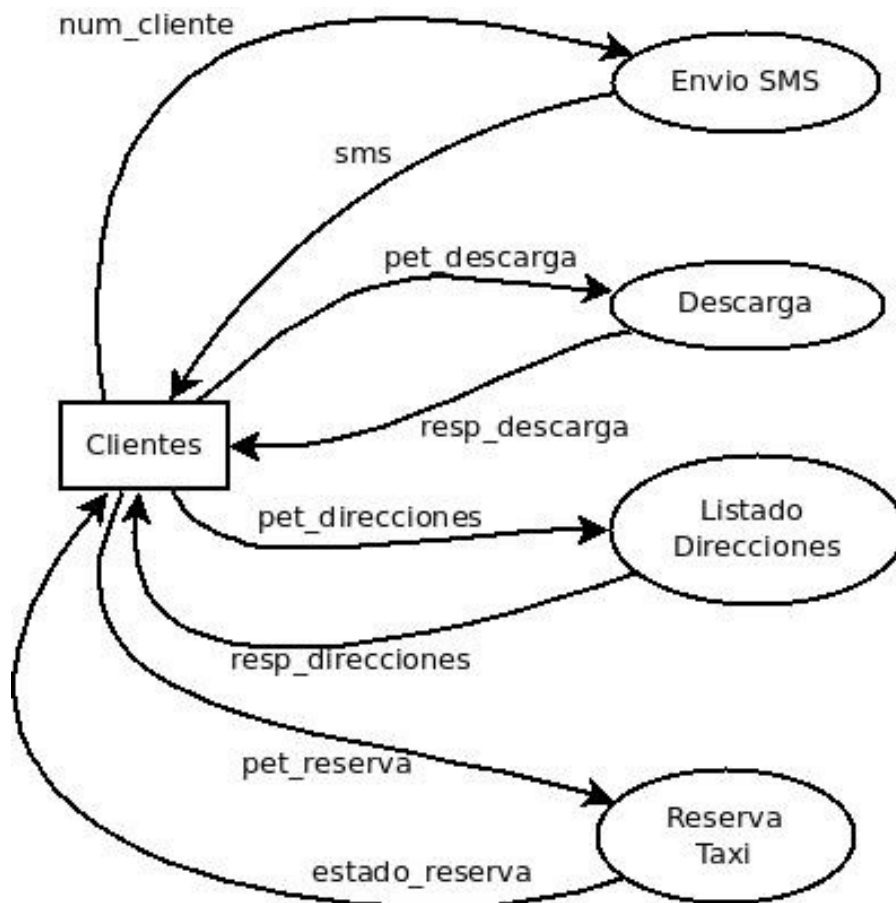 num_cliente
Envio SMS
sms
pet_descarga
Descarga
resp_descarga
Clientes
pet_direcciones
Listado
Direcciones
resp_direcciones
pet_reserva
Reserva
Taxi
estado_reserva